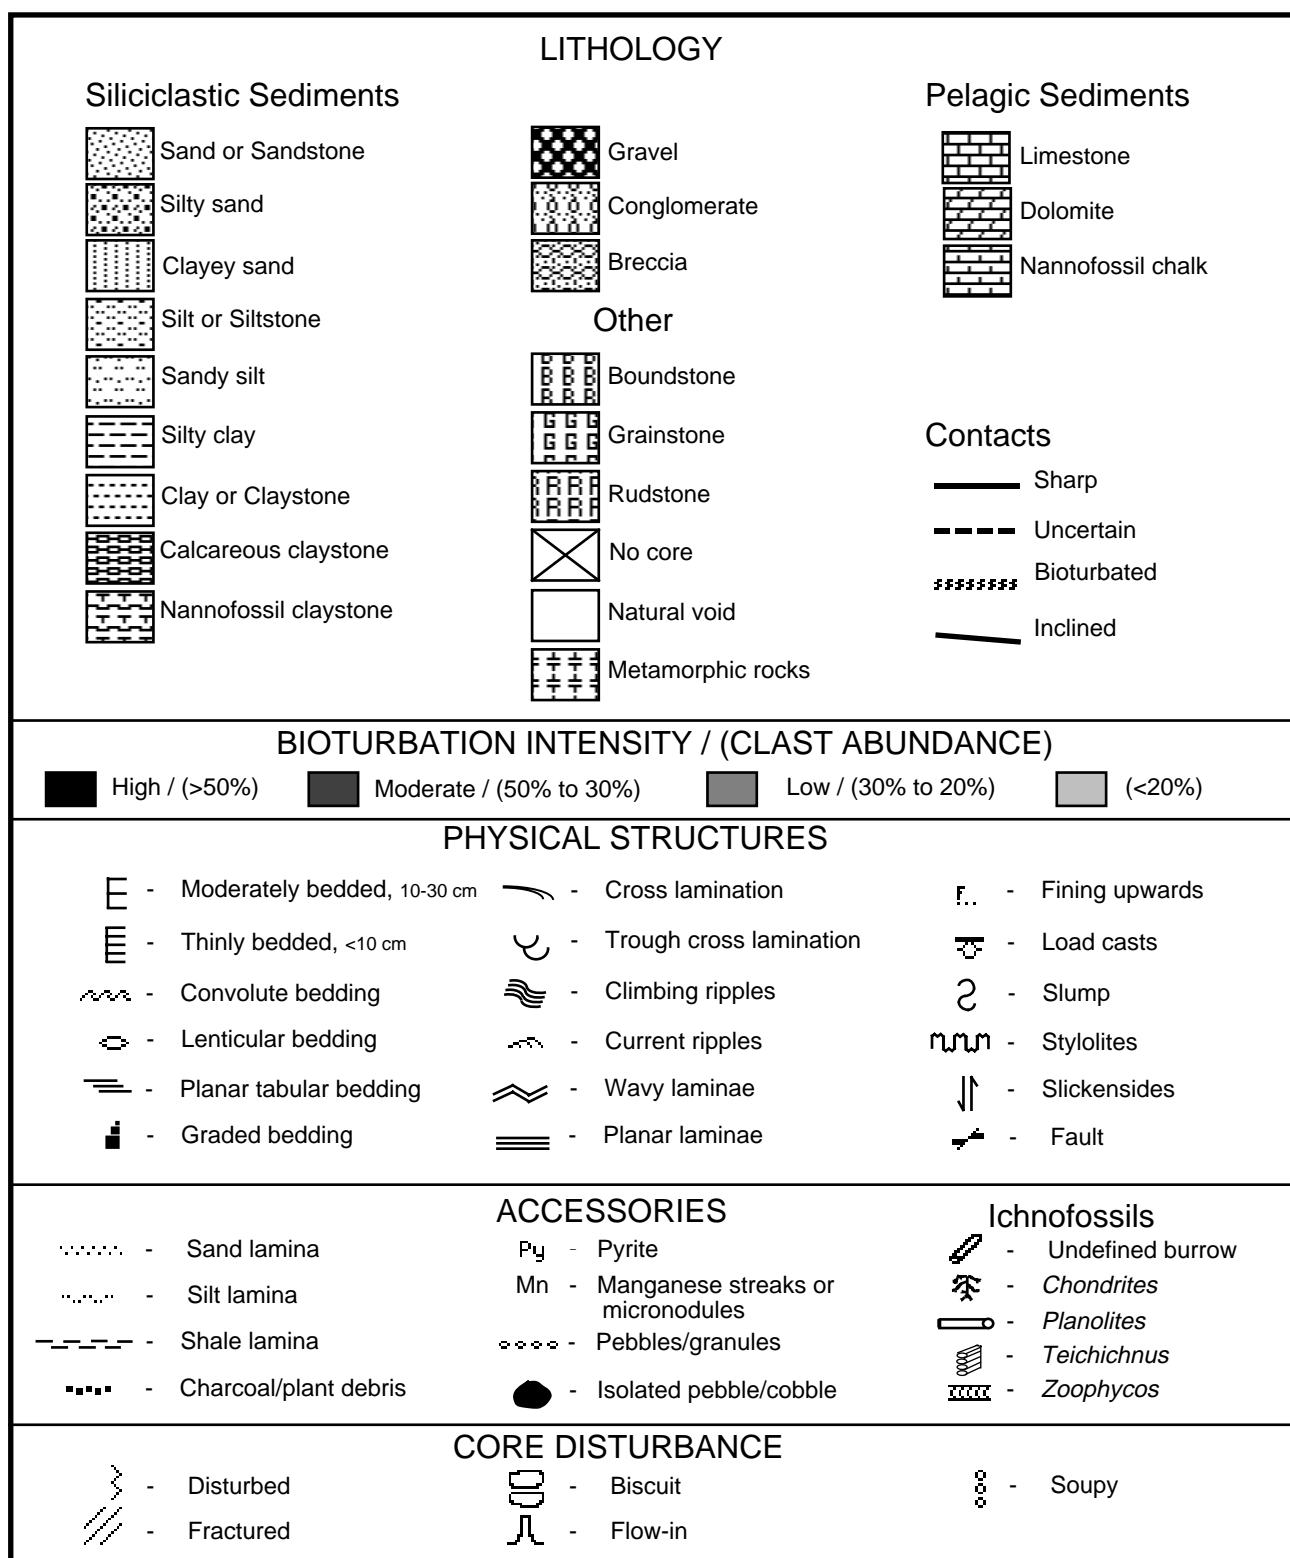 LITHOLOGY
Siliciclastic Sediments
Sand or Sandstone
Silty sand
Clayey sand
Silt or Siltstone
Sandy silt
Silty clay
Clay or Claystone
Calcareous claystone
Nannofossil claystone
Gravel
Conglomerate
Breccia
Other
Boundstone
Grainstone
Rudstone
No core
Natural void
Metamorphic rocks
Pelagic Sediments
Limestone
Dolomite
Nannofossil chalk
Contacts
Sharp
Uncertain
Bioturbated
Inclined
BIOTURBATION INTENSITY / (CLAST ABUNDANCE)
High / (>50%)
Moderate / (50% to 30%)
Low / (30% to 20%)
(<20%)
PHYSICAL STRUCTURES
- Moderately bedded, 10-30 cm
- Thinly bedded, <10 cm
- Convolute bedding
- Lenticular bedding
- Planar tabular bedding
- Graded bedding
- Cross lamination
- Trough cross lamination
- Climbing ripples
- Current ripples
- Wavy laminae
- Planar laminae
- Fining upwards
- Load casts
- Slump
- Stylolites
- Slickensides
- Fault
ACCESSORIES
- Sand lamina
- Silt lamina
- Shale lamina
- Charcoal/plant debris
Py - Pyrite
Mn - Manganese streaks or
micronodules
- Pebbles/granules
- Isolated pebble/cobble
Ichnofossils
- Undefined burrow
- Chondrites
- Planolites
- Teichichnus
- Zoophycos
CORE DISTURBANCE
- Disturbed
- Fractured
- Biscuit
- Flow-in
- Soupy